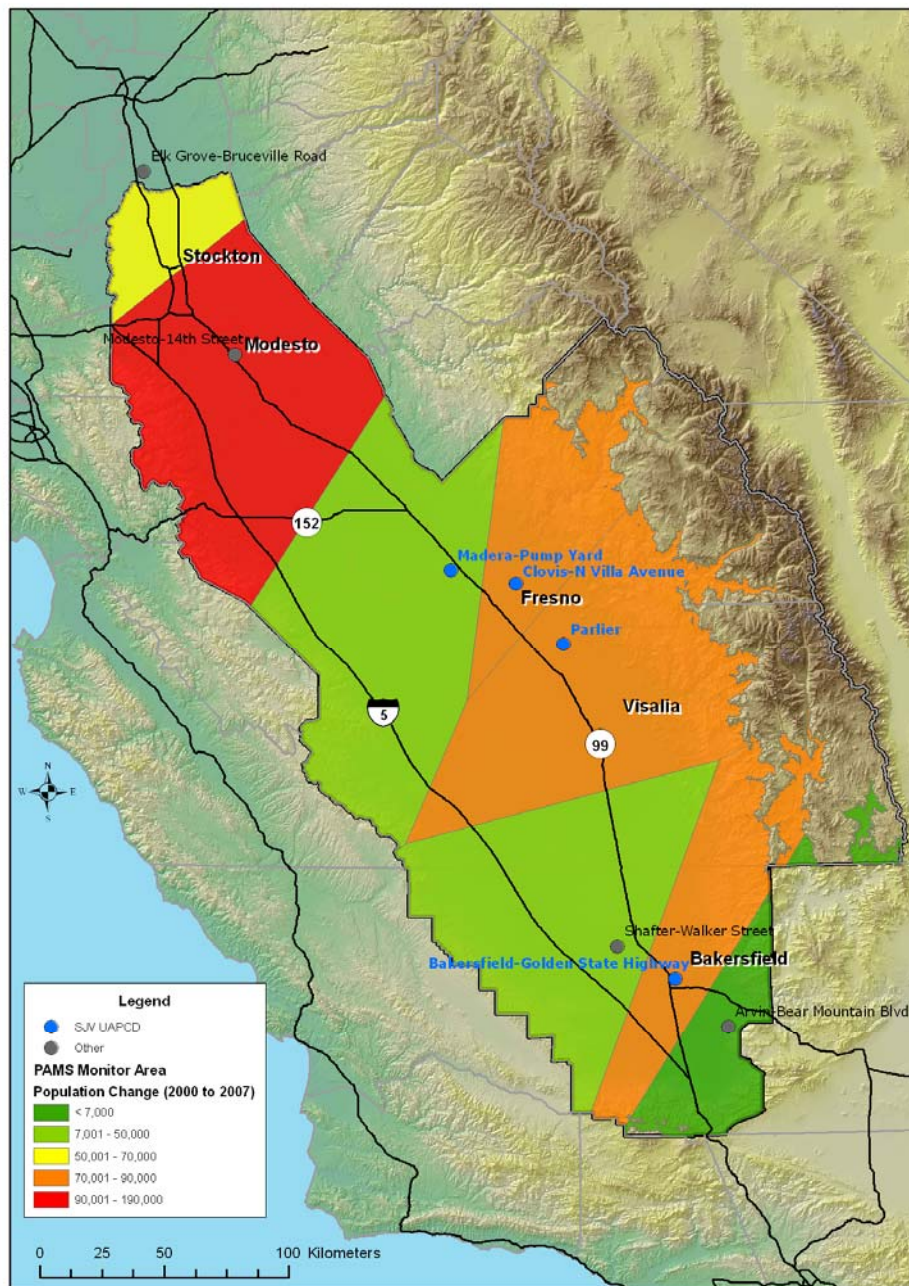 Elk Grove-Bruceville Road
Stockton
Modesto-14th Street
Modesto
152
Madera-Pump Yard
Clovis-N Villa Avenue
Fresno
Parlier
Visalia
5
99
N
W
E
S
Shafter-Walker Street
Bakersfield-Golden State Highway
Bakersfield
Arvin-Bear Mountain Blvd
Legend
SJV UAPCD
Other
PAMS Monitor Area
Population Change (2000 to 2007)
< 7,000
7,001 - 50,000
50,001 - 70,000
70,001 - 90,000
90,001 - 190,000
0 25 50 100 Kilometers